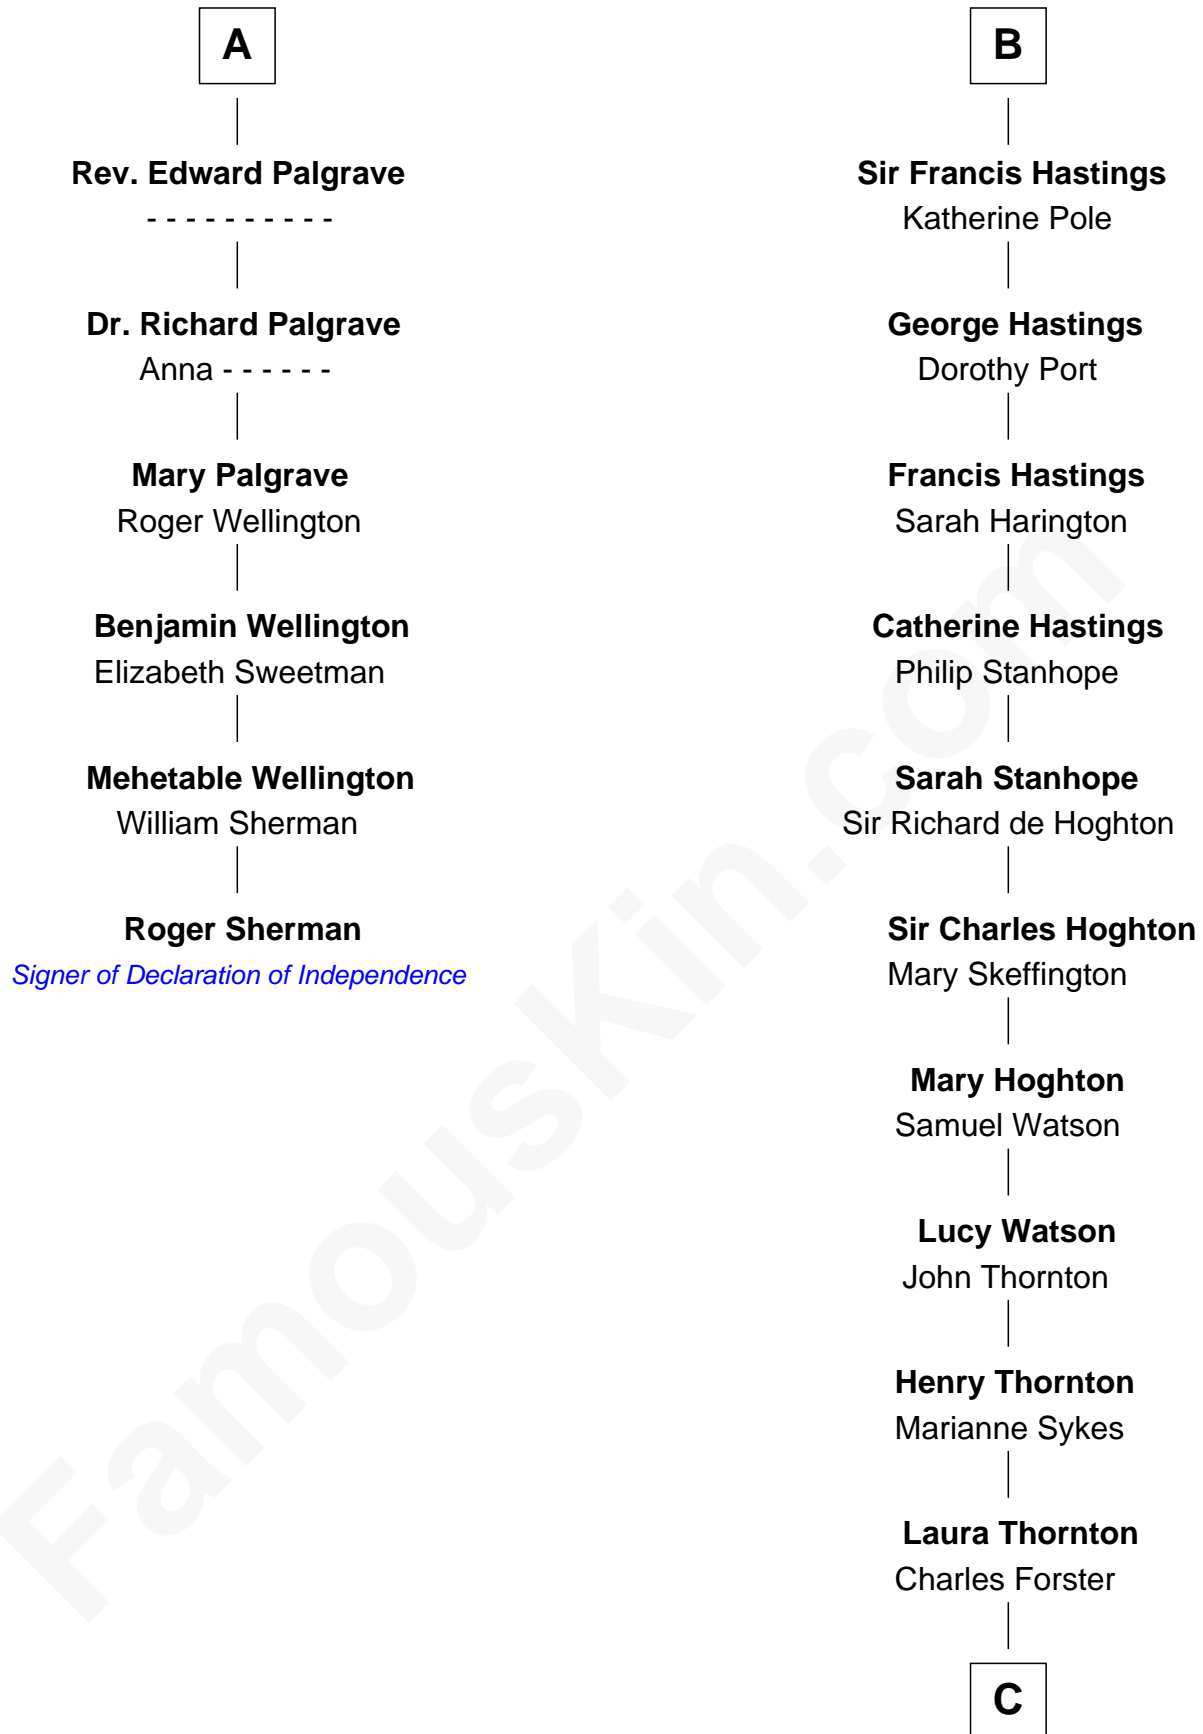 A
Rev. Edward Palgrave
- - - - - - - - - -
Dr. Richard Palgrave
Anna - - - - - -
Mary Palgrave
Roger Wellington
Benjamin Wellington
Elizabeth Sweetman
Mehetable Wellington
William Sherman
Roger Sherman
Signer of Declaration of Independence
B
Sir Francis Hastings
Katherine Pole
George Hastings
Dorothy Port
Francis Hastings
Sarah Harington
Catherine Hastings
Philip Stanhope
Sarah Stanhope
Sir Richard de Hoghton
Sir Charles Hoghton
Mary Skeffington
Mary Hoghton
Samuel Watson
Lucy Watson
John Thornton
Henry Thornton
Marianne Sykes
Laura Thornton
Charles Forster
C
FamousKin.com